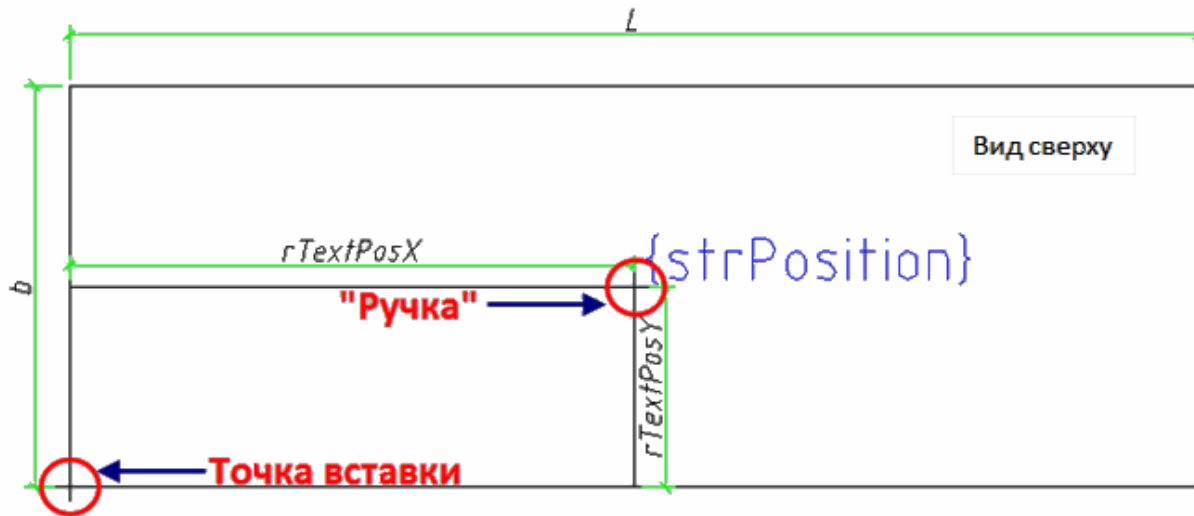 L
Вид сверху
rTextPosX
{strPosition}
b
"Ручка"
rTextPosY
Точка вставки